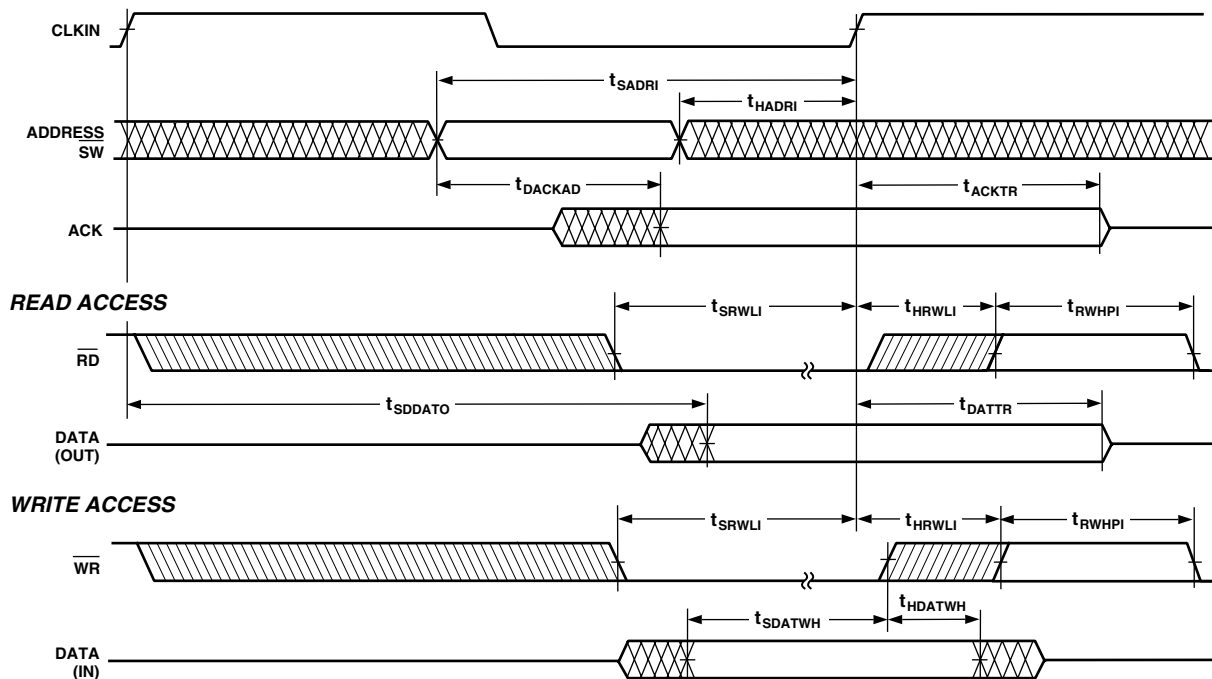 CLKIN
tSADRI
tHADRI
ADDRESS
SW
tDACKAD
tACKTR
ACK
READ ACCESS
tSRWLI
tHRWLI
tRWHPI
RD
tSDDATO
tDATTR
DATA
(OUT)
WRITE ACCESS
tSRWLI
tHRWLI
tRWHPI
WR
tSDATWH
tHDATWH
DATA
(IN)